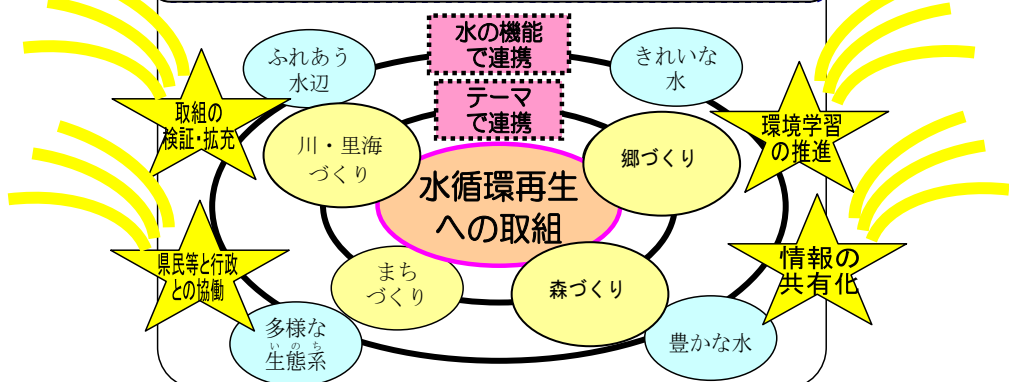 水の機能
で連携
ふれあう
水辺
きれいな
水
テーマ
で連携
取組の
検証・拡充
環境学習
の推進
川・里海
づくり
郷づくり
水循環再生
への取組
県民等と行政
との協働
情報の
共有化
まち
づくり
森づくり
多様な
いのち
生態系
豊かな水